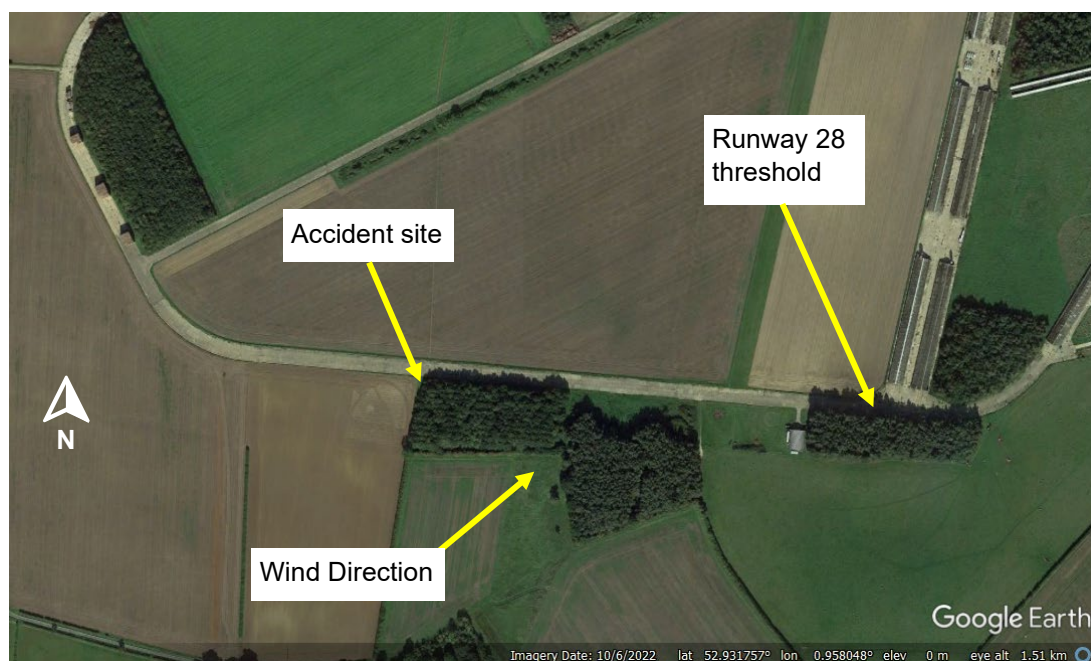 Runway 28
threshold
Accident site
N
Wind Direction
Google Earth
Imagery Date: 10/6/2022 lat 52.931757° lon 0.958048° elev 0 m eye alt 1.51 km